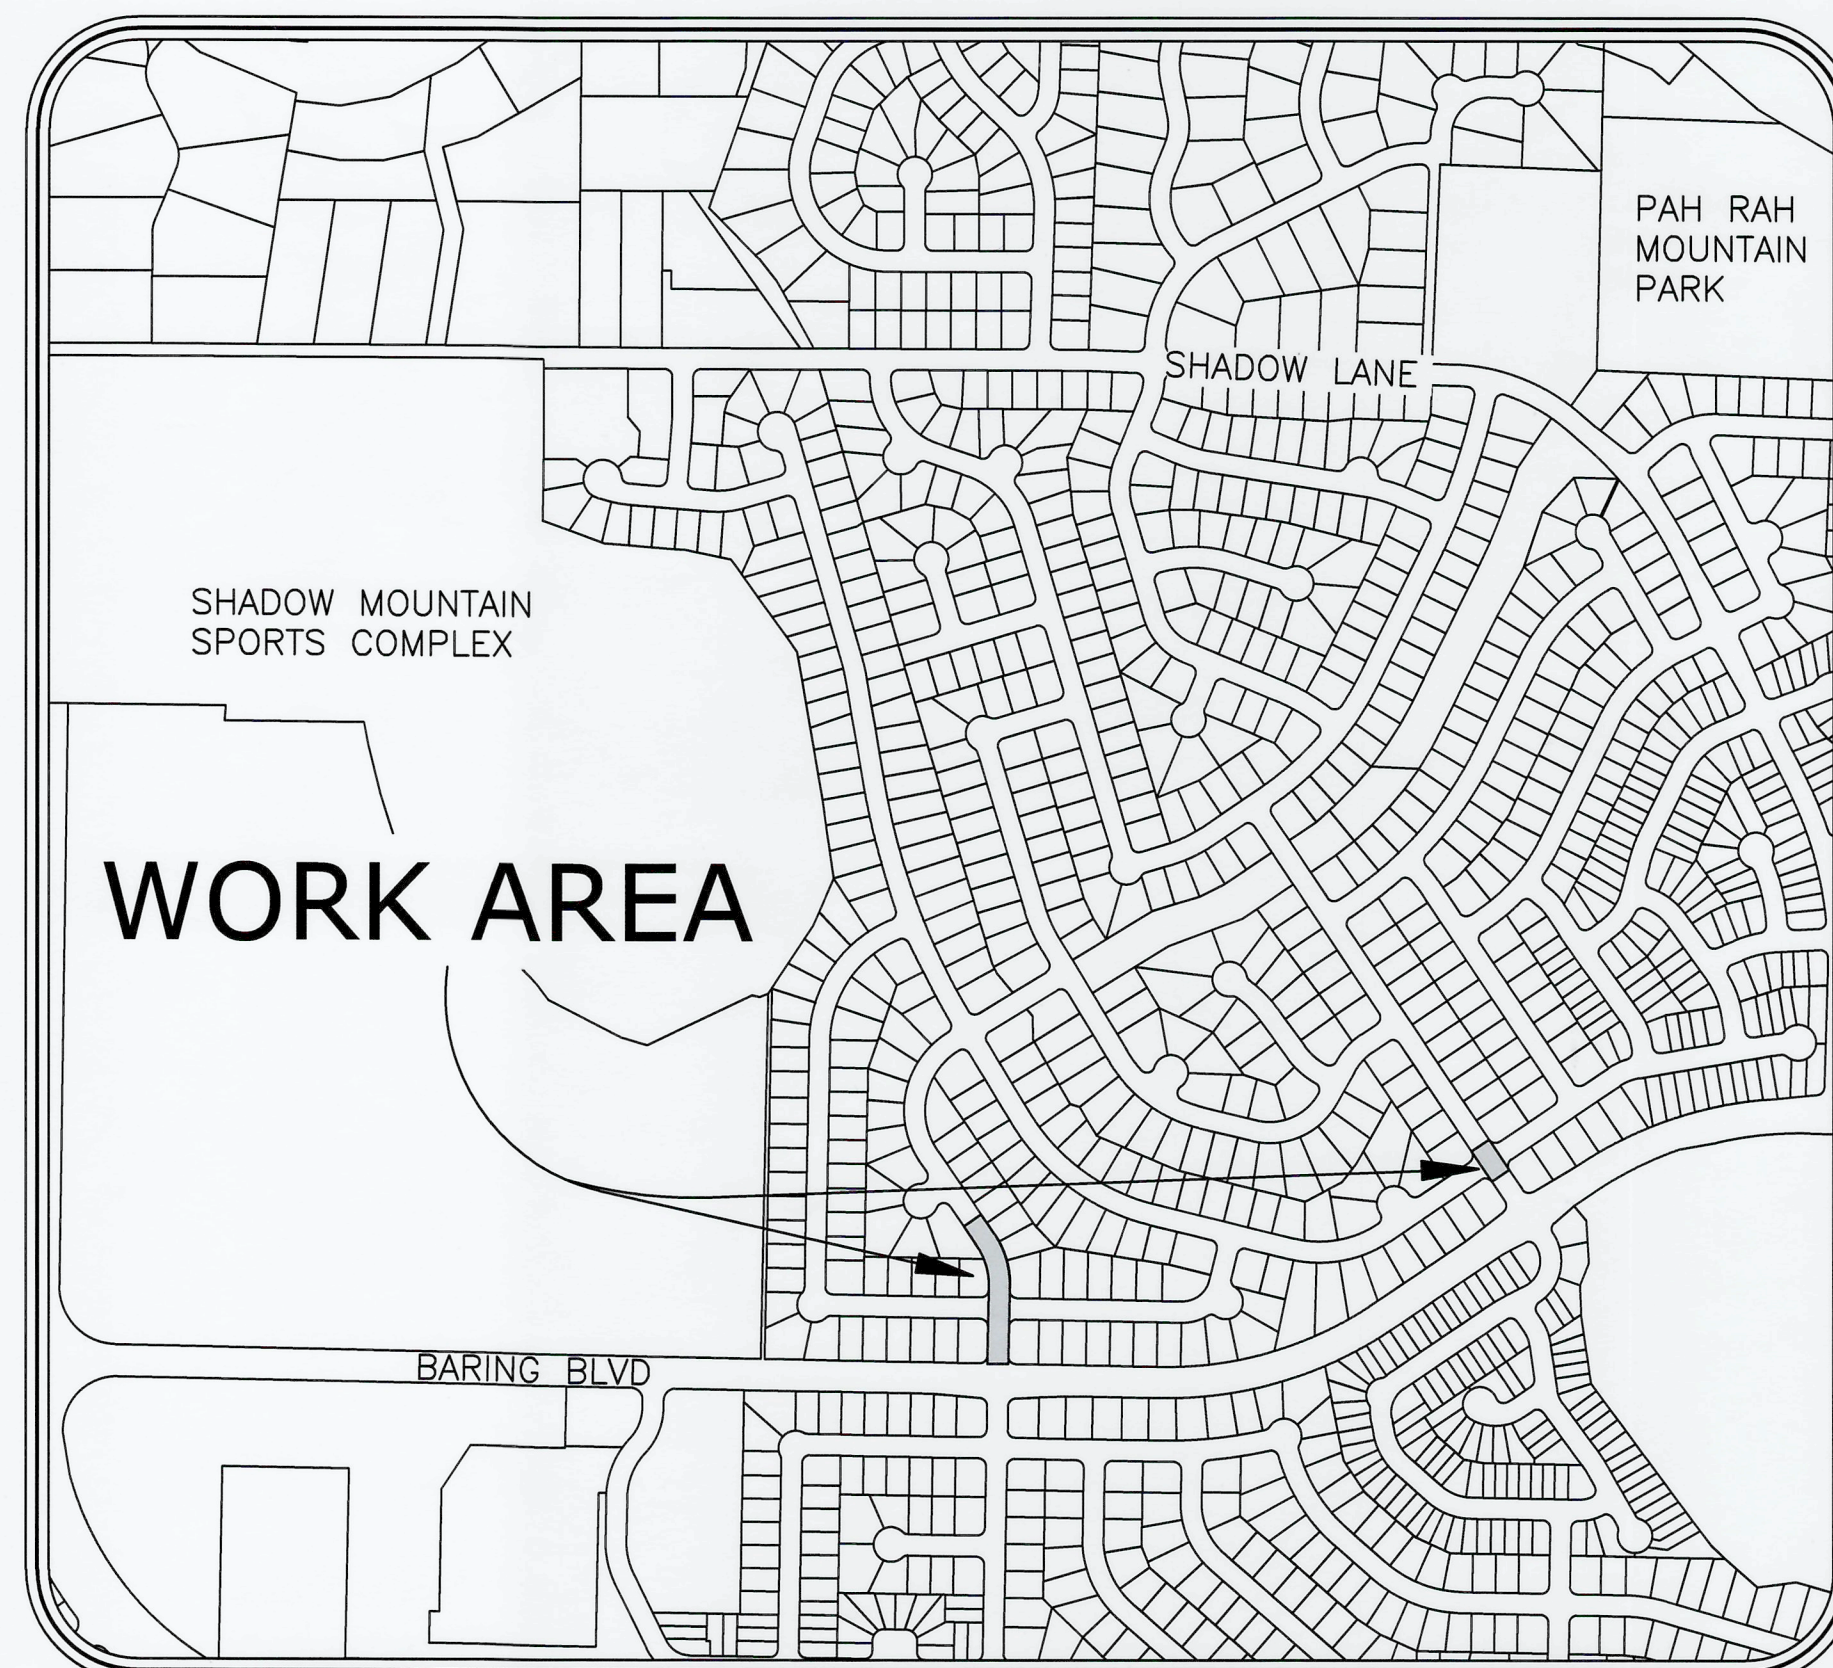 PAH RAH
MOUNTAIN
PARK
SHADOW LANE
SHADOW MOUNTAIN
SPORTS COMPLEX
WORK AREA
BARING BLVD